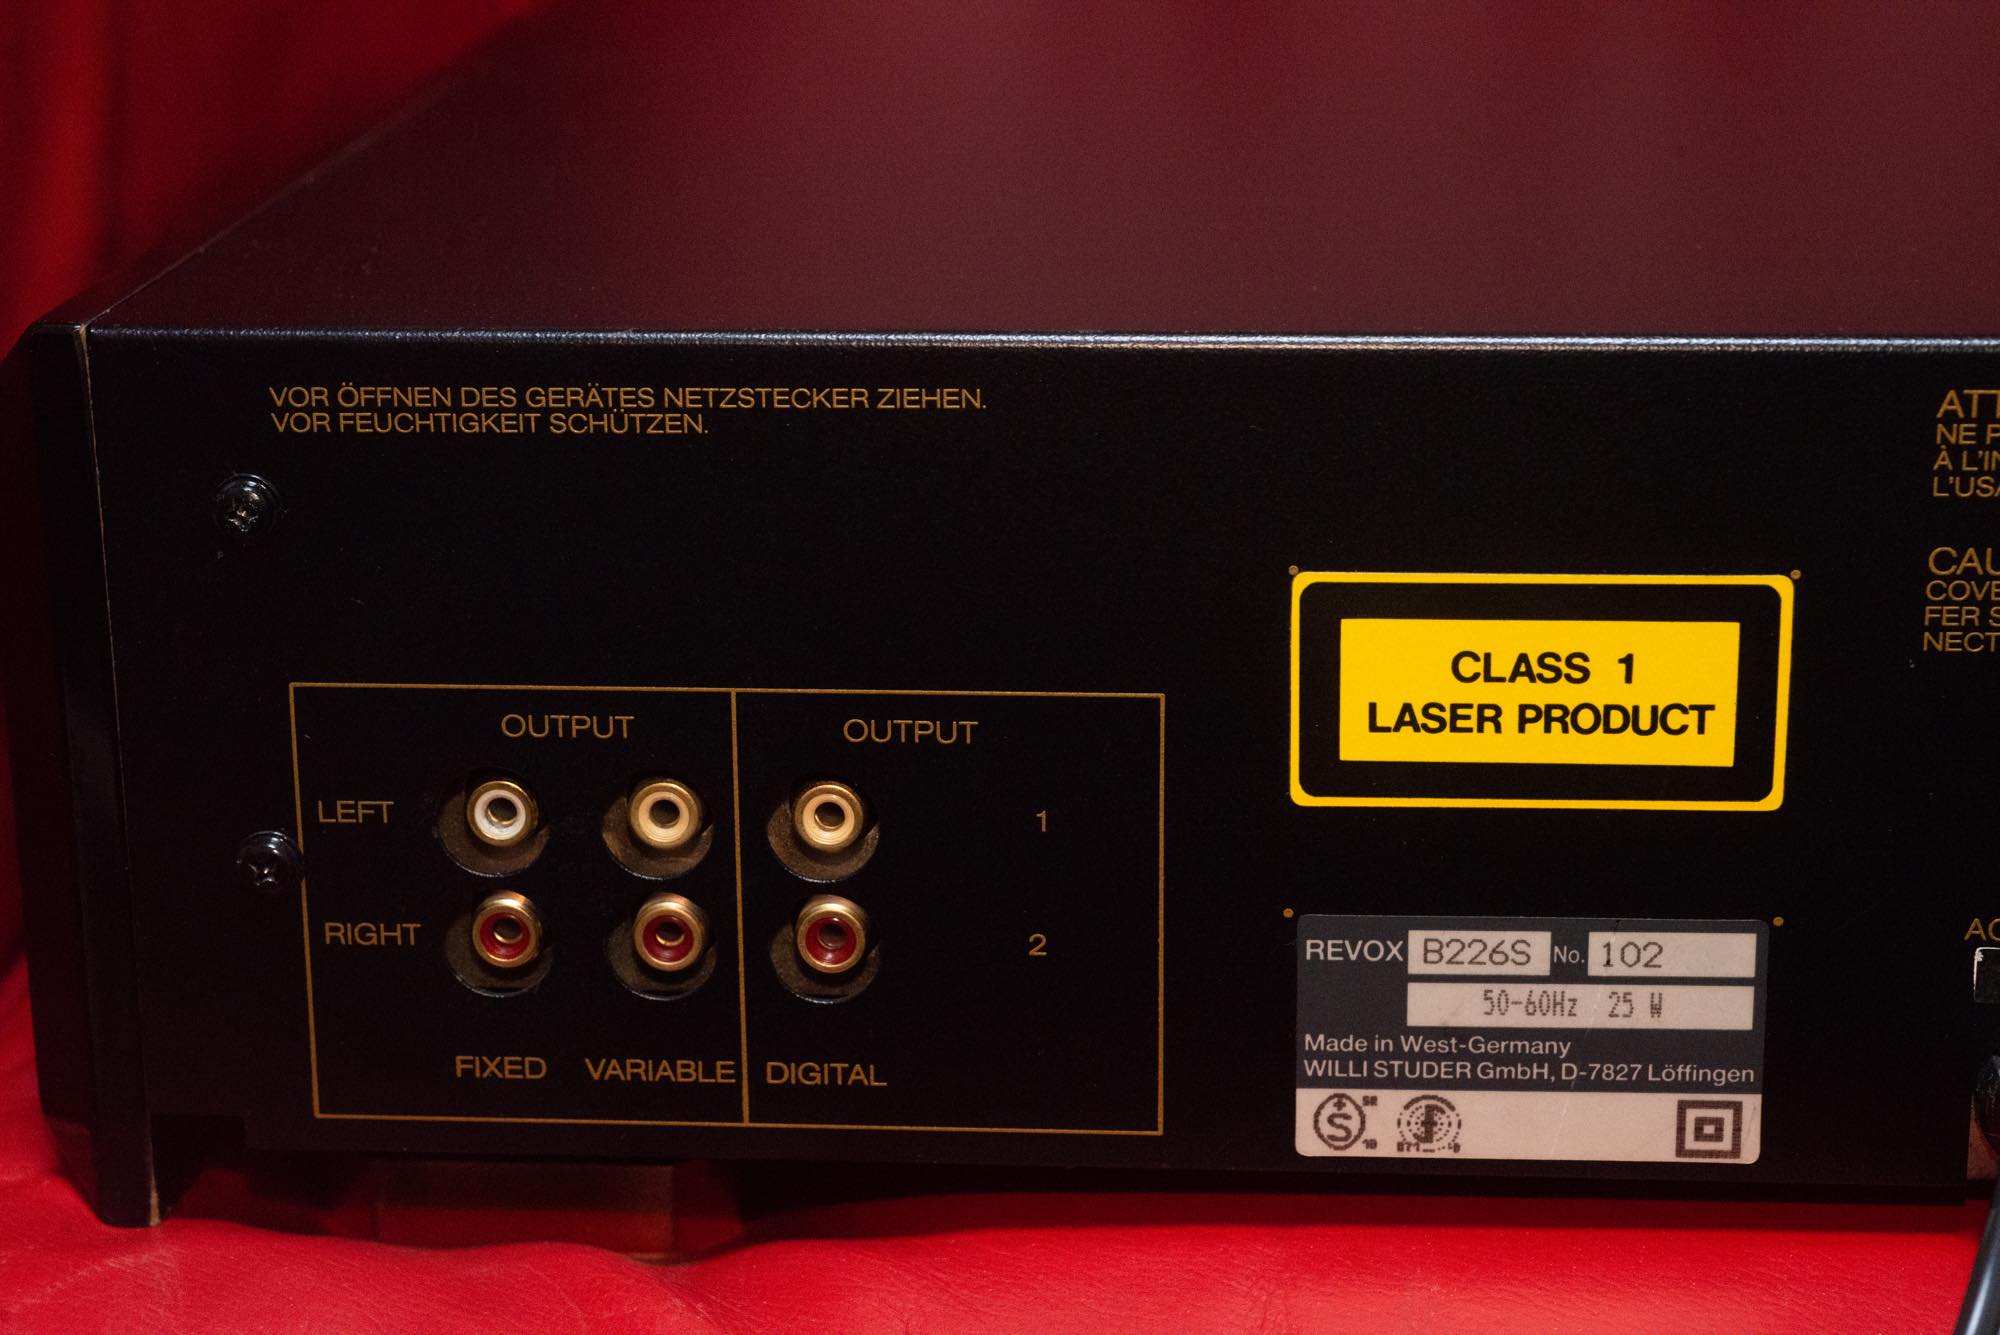 VOR ÖFFNEN DES GERÄTES NETZSTECKER ZIEHEN.
VOR FEUCHTIGKEIT SCHÜTZEN.
OUTPUT OUTPUT
LEFT 1
RIGHT 2
FIXED VARIABLE DIGITAL
CLASS 1
LASER PRODUCT
REVOX B226S No. 102
50-60Hz 25 W
Made in West-Germany
WILLI STUDER GmbH, D-7827 Löffingen
S
NE
À